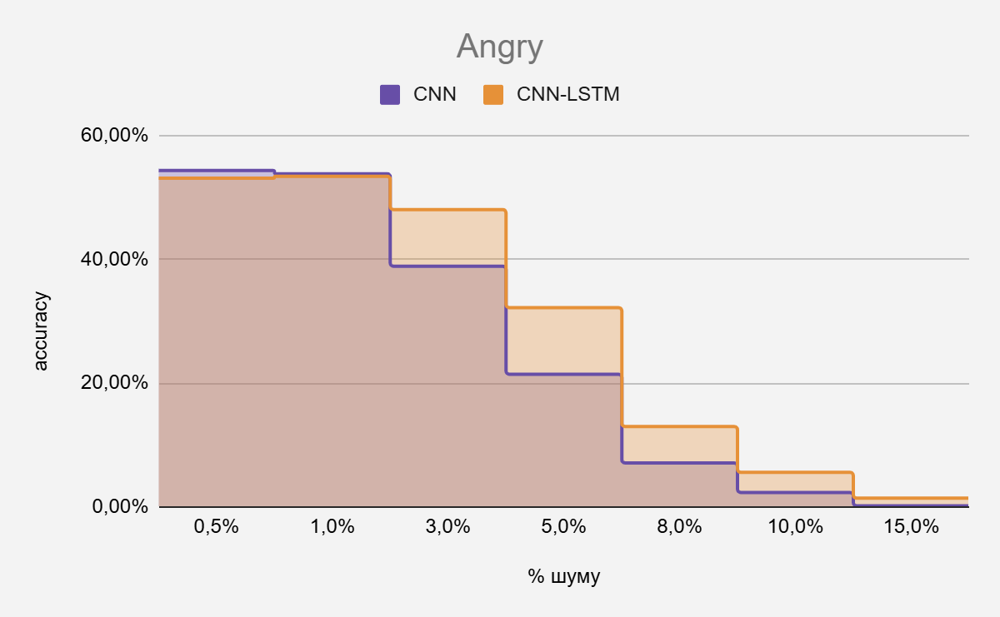 Angry
CNN CNN-LSTM
60,00%
40,00%
20,00%
0,00%
accuracy
0,5% 1,0% 3,0% 5,0% 8,0% 10,0% 15,0%
% шуму